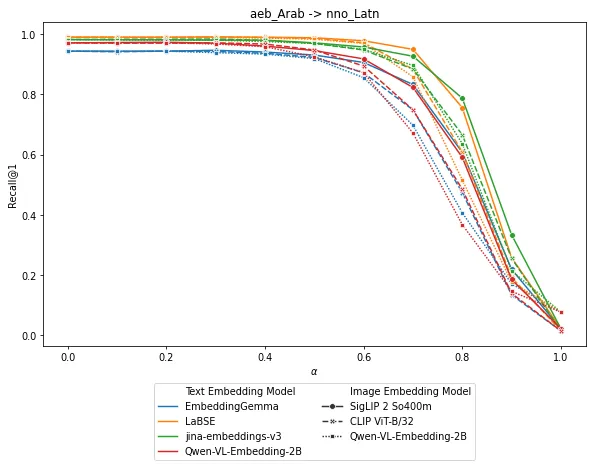 aeb_Arab -> nno_Latn
Recall@1
1.0
0.8
0.6
0.4
0.2
0.0
0.0
0.2
0.4
0.6
0.8
1.0
α
Text Embedding Model
EmbeddingGemma
LaBSE
jina-embeddings-v3
Qwen-VL-Embedding-2B
Image Embedding Model
SigLIP 2 So400m
CLIP ViT-B/32
Qwen-VL-Embedding-2B